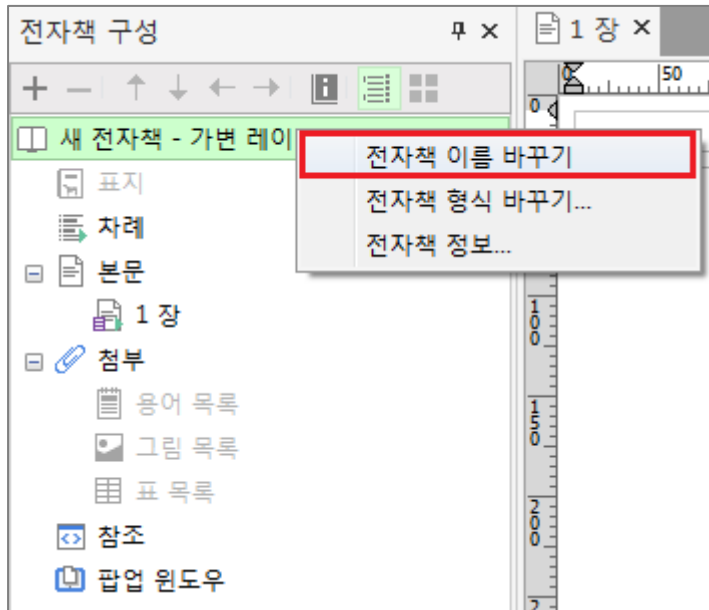 전자책 구성
1 장
0
50
0
새 전자책 - 가변 레이
전자책 이름 바꾸기
전자책 형식 바꾸기...
전자책 정보...
표지
차례
본문
1 장
첨부
용어 목록
그림 목록
표 목록
참조
팝업 윈도우
100
150
200
2